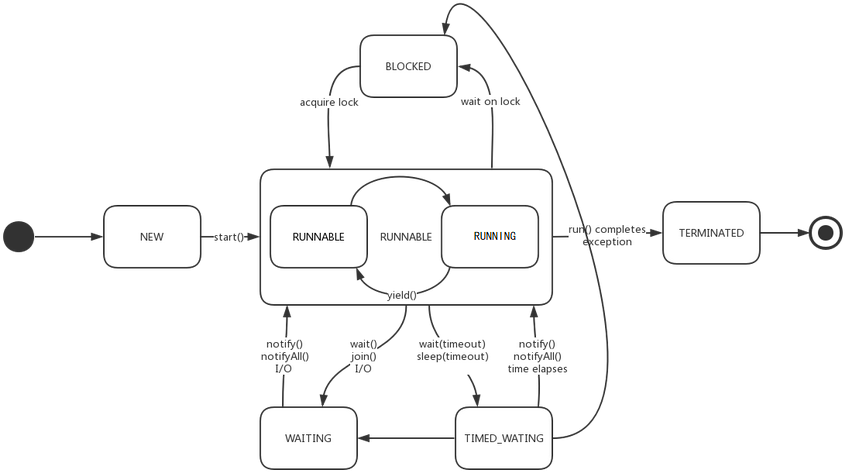 BLOCKED
acquire lock
wait on lock
NEW
start()
RUNNABLE
RUNNABLE
RUNNING
yield()
run() completes
exception
TERMINATED
notify()
notifyAll()
I/O
wait()
join()
I/O
wait(timeout)
sleep(timeout)
notify()
notifyAll()
time elapses
WAITING
TIMED_WATING